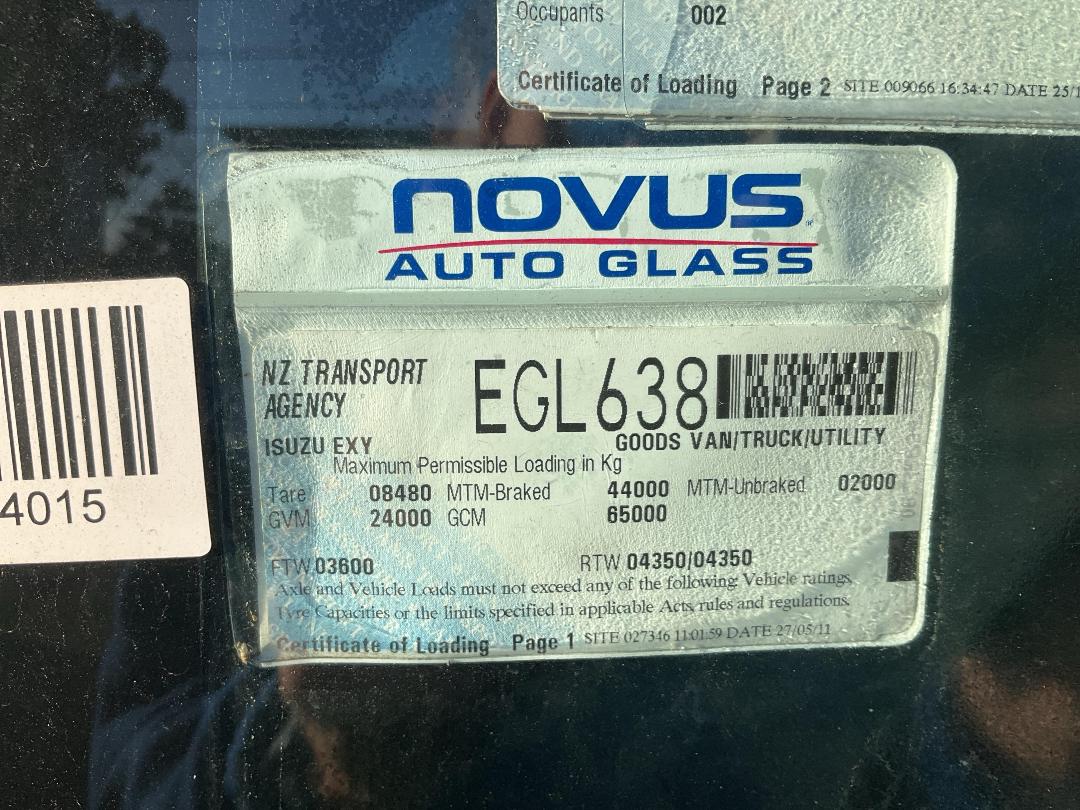 Occupants 002
Certificate of Loading Page 2 SITE 009066 16:34:47 DATE 25/1
NOVUS
AUTO GLASS
NZ TRANSPORT
AGENCY
EGL638
ISUZU EXY GOODS VAN/TRUCK/UTILITY
Maximum Permissible Loading in Kg
Tare 08480 MTM-Braked 44000 MTM-Unbraked 02000
GVM 24000 GCM 65000
FTW 03600 RTW 04350/04350
Axle and Vehicle Loads must not exceed any of the following: Vehicle ratings,
Tyre Capacities or the limits specified in applicable Acts, rules and regulations.
Certificate of Loading Page 1 SITE 027346 11:01:59 DATE 27/05/11
4015